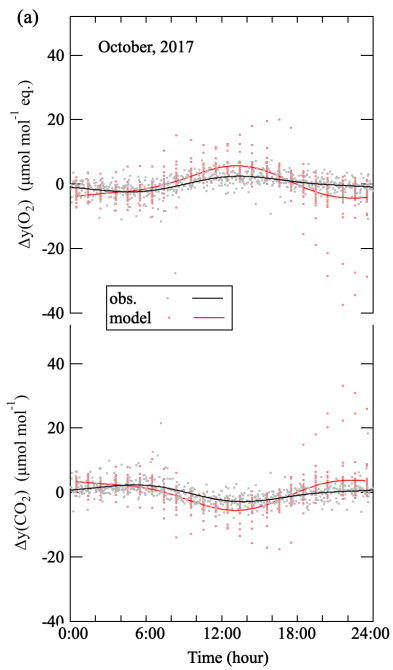 (a)
October, 2017
40
20
0
-20
-40
Δy(O₂) (μmol mol⁻¹ eq.)
obs.
model
40
20
0
-20
-40
Δy(CO₂) (μmol mol⁻¹)
0:00 6:00 12:00 18:00 24:00
Time (hour)